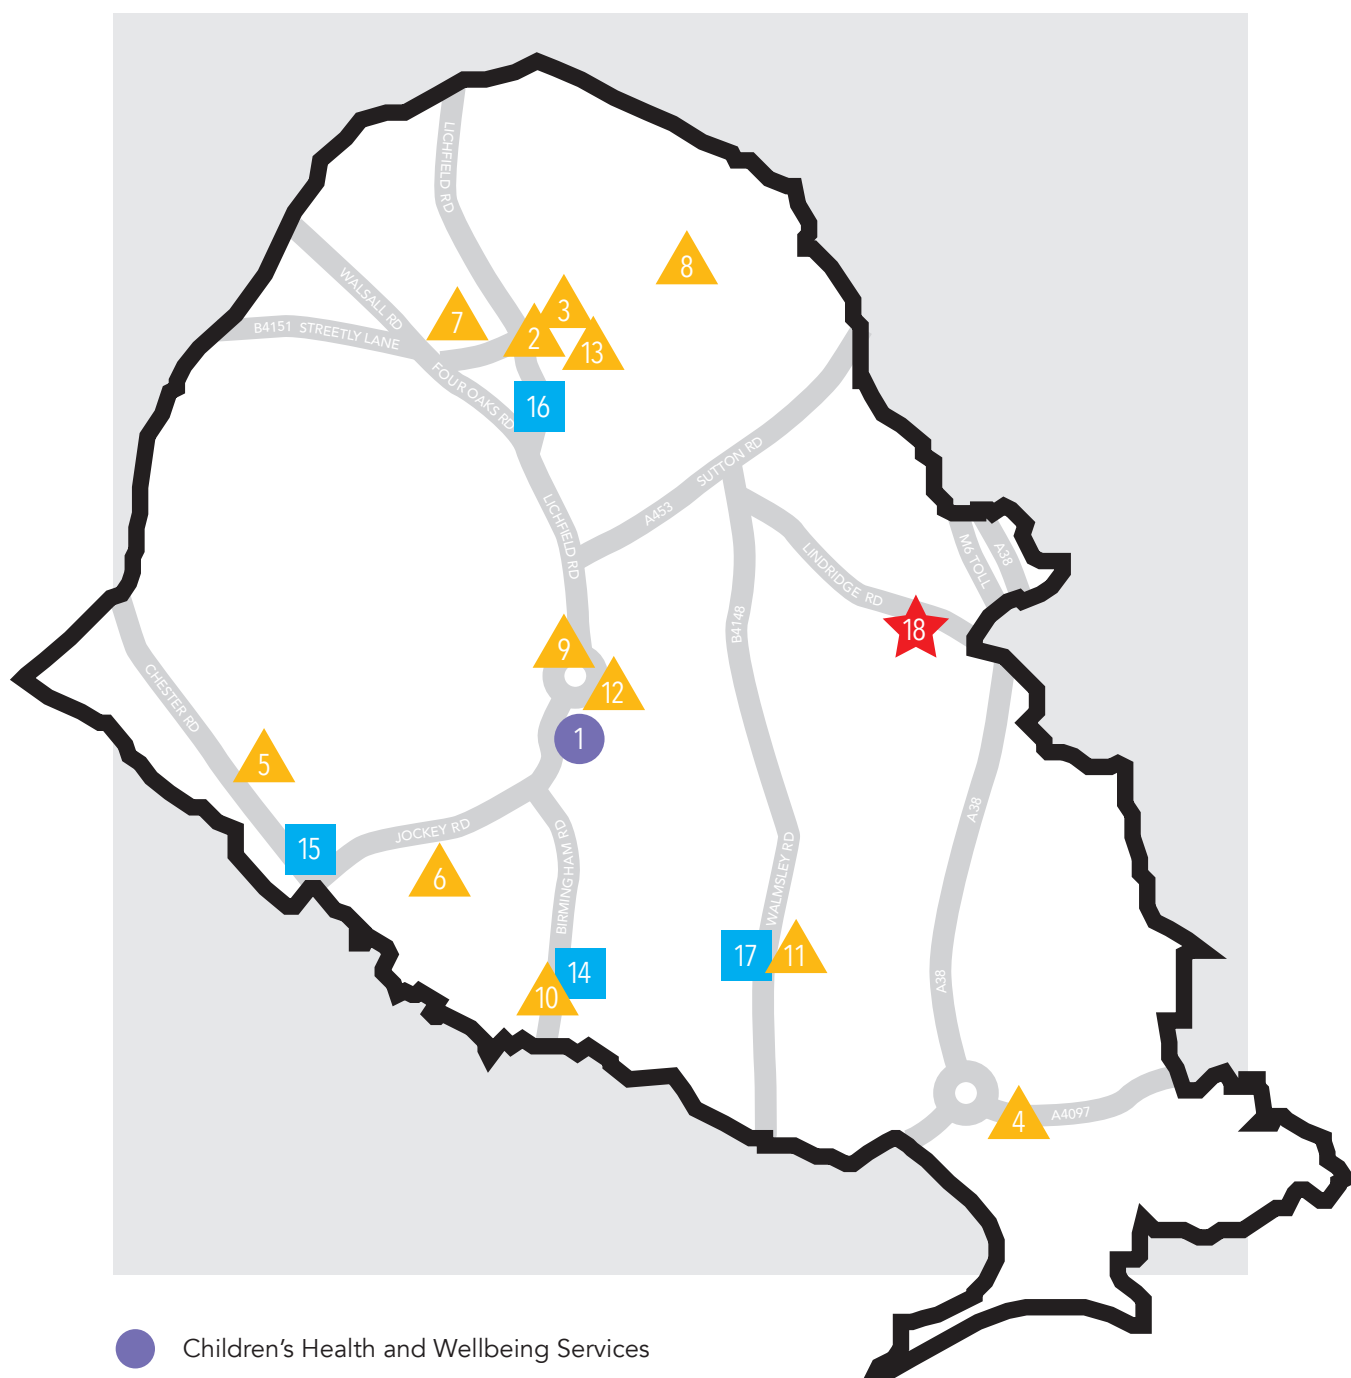 LICHFIELD RD
WALSALL RD
B4151 STREETLY LANE
FOUR OAKS RD
8
3
7
2
13
16
SUTTON RD
A453
LICHFIELD RD
M6 TOLL
A38
LINDRIDGE RD
B4148
18
9
12
1
CHESTER RD
5
15
JOCKEY RD
6
BIRMINGHAM RD
A38
WALMSLEY RD
17
11
14
10
A38
4
A4097
Children's Health and Wellbeing Services